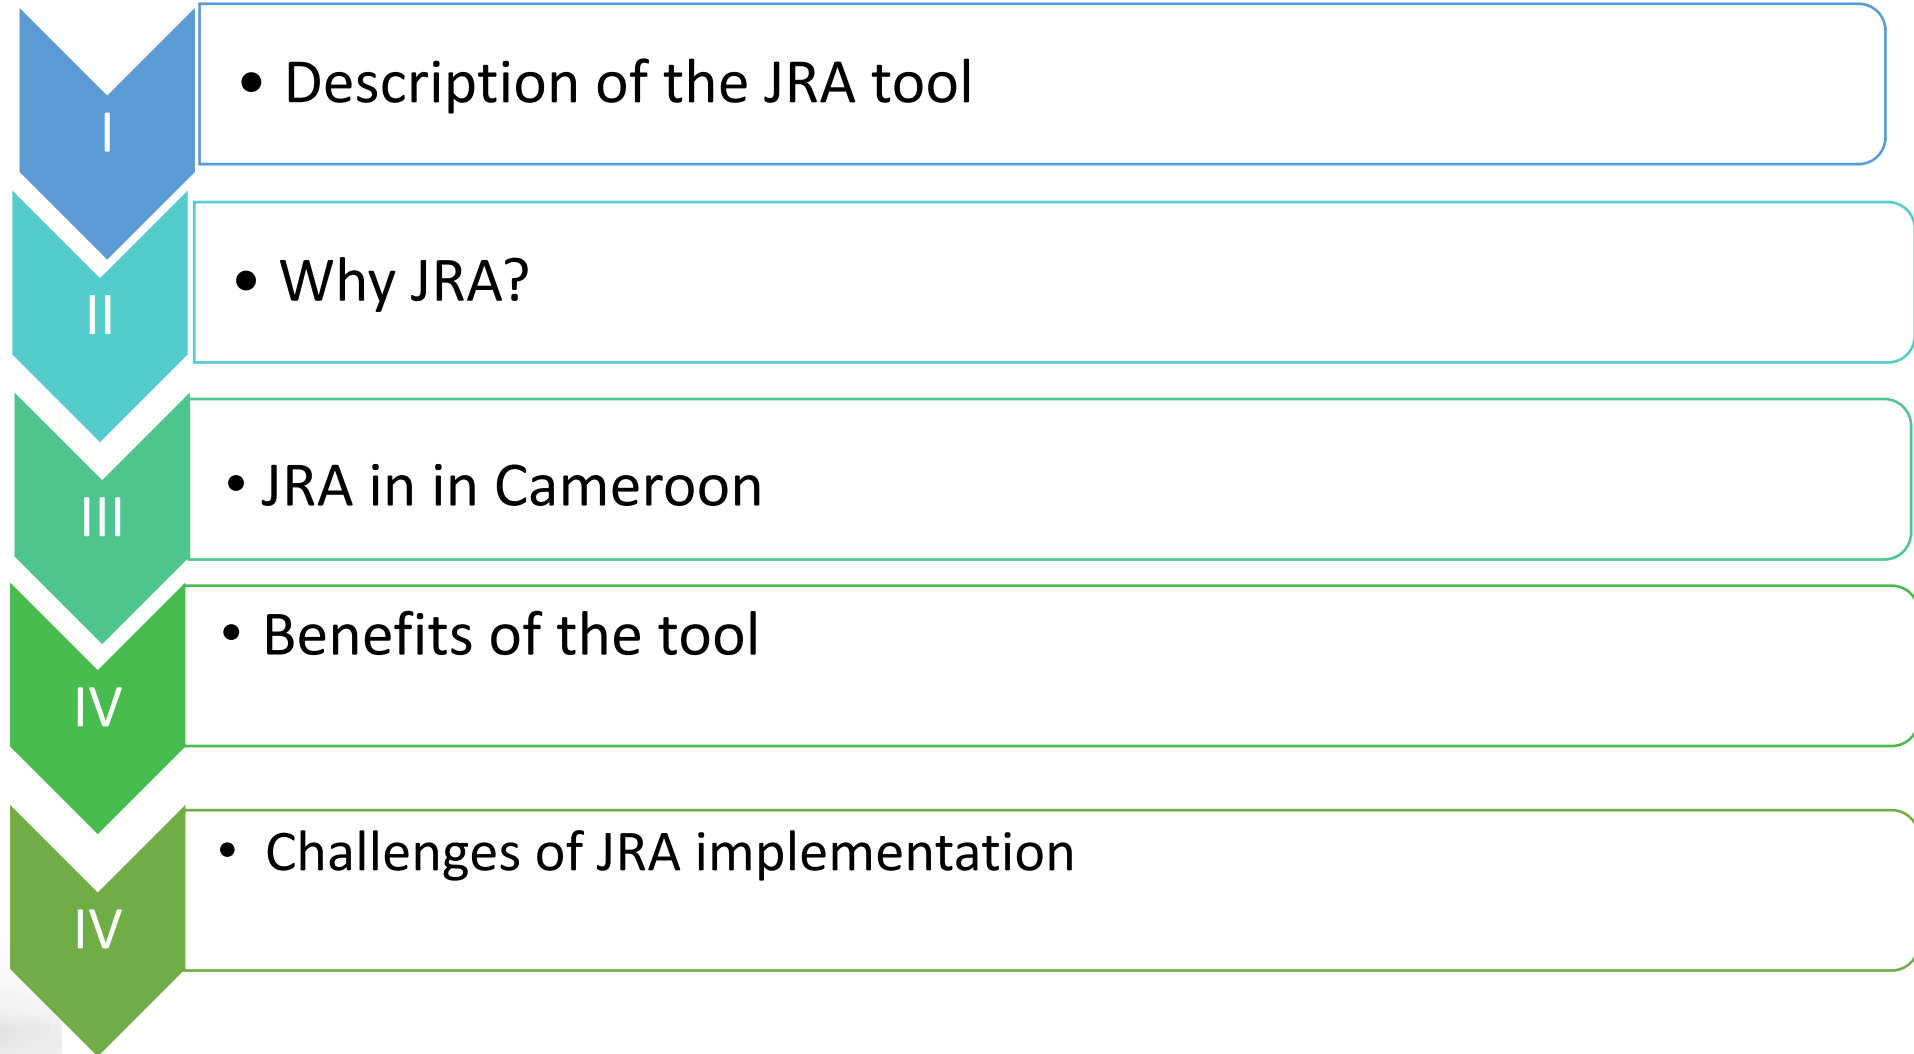 I
• Description of the JRA tool
II
• Why JRA?
III
• JRA in in Cameroon
IV
• Benefits of the tool
IV
• Challenges of JRA implementation